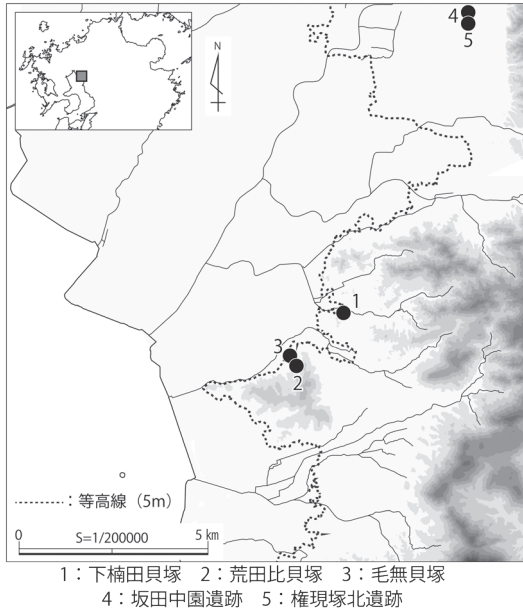 N
4
5
1
3
2
：等高線（5m）
0
S=1/200000
5 km
1：下楠田貝塚　2：荒田比貝塚　3：毛無貝塚
4：坂田中園遺跡　5：権現塚北遺跡